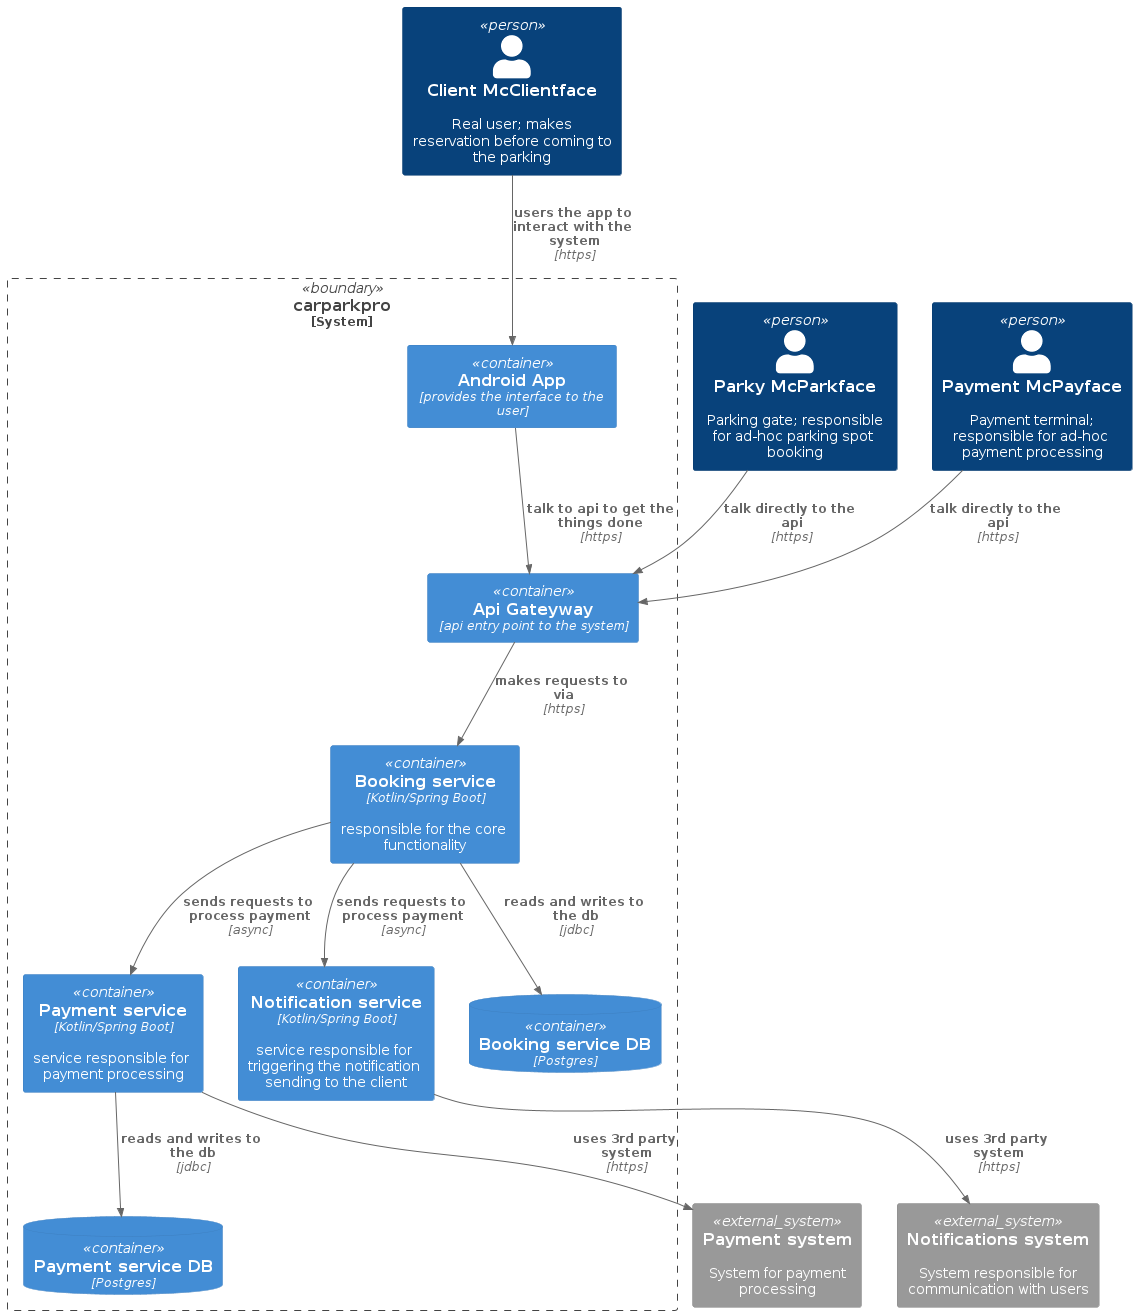 «person»
Client McClientface
Real user; makes
reservation before coming to
the parking
users the app to
interact with the
system
[https]
«boundary»
carparkpro
[System]
«container»
Android App
[provides the interface to the
user]
«person»
Parky McParkface
Parking gate; responsible
for ad-hoc parking spot
booking
«person»
Payment McPayface
Payment terminal;
responsible for ad-hoc
payment processing
talk to api to get the
things done
[https]
talk directly to the
api
[https]
talk directly to the
api
[https]
«container»
Api Gateyway
[api entry point to the system]
makes requests to
via
[https]
«container»
Booking service
[Kotlin/Spring Boot]
responsible for the core
functionality
sends requests to
process payment
[async]
sends requests to
process payment
[async]
reads and writes to
the db
[jdbc]
«container»
Payment service
[Kotlin/Spring Boot]
service responsible for
payment processing
«container»
Notification service
[Kotlin/Spring Boot]
service responsible for
triggering the notification
sending to the client
«container»
Booking service DB
[Postgres]
reads and writes to
the db
[jdbc]
uses 3rd party
system
[https]
uses 3rd party
system
[https]
«container»
Payment service DB
[Postgres]
«external_system»
Payment system
System for payment
processing
«external_system»
Notifications system
System responsible for
communication with users